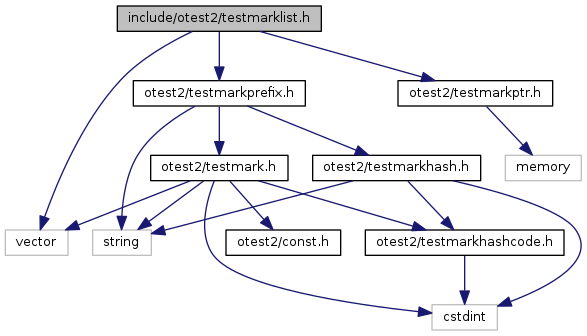 include/otest2/testmarklist.h
otest2/testmarkprefix.h
otest2/testmarkptr.h
otest2/testmark.h
otest2/testmarkhash.h
memory
vector
string
otest2/const.h
otest2/testmarkhashcode.h
cstdint